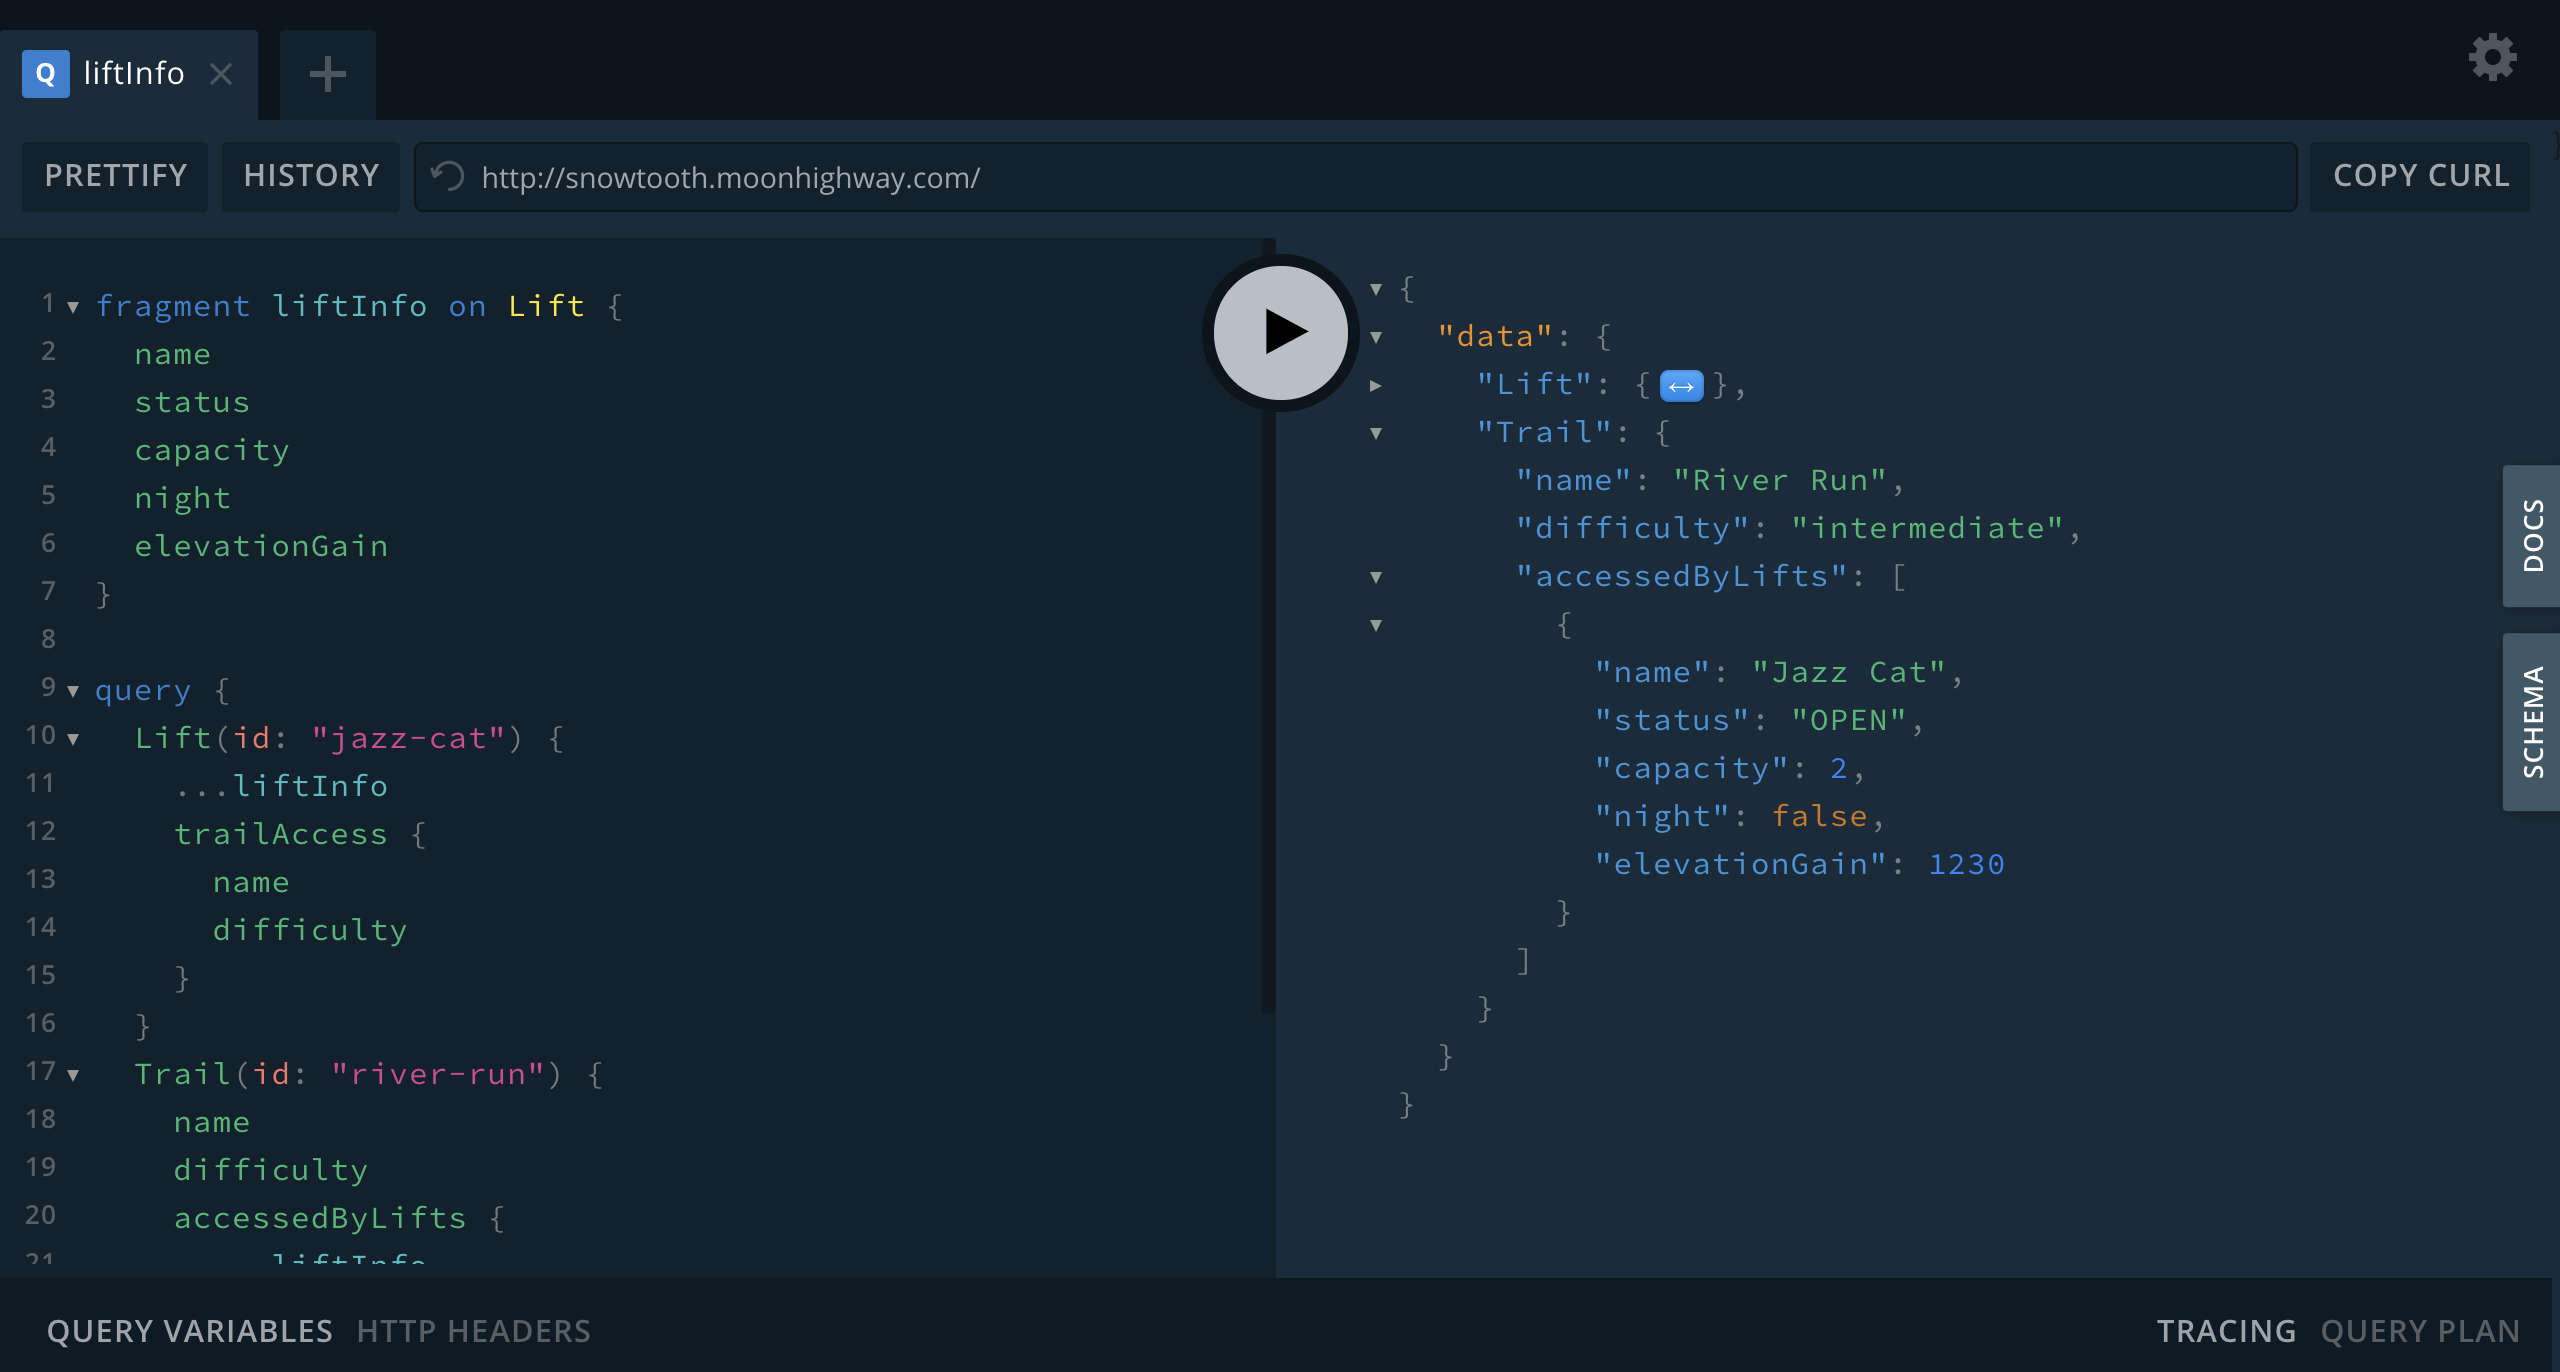 Q liftInfo
PRETTIFY HISTORY http://snowtooth.moonhighway.com/ COPY CURL
1 fragment liftInfo on Lift {
2 name
3 status
4 capacity
5 night
6 elevationGain
7 }
8
9 query {
10 Lift(id: "jazz-cat") {
11 ...liftInfo
12 trailAccess {
13 name
14 difficulty
15 }
16 }
17 Trail(id: "river-run") {
18 name
19 difficulty
20 accessedByLifts {
21 liftInfo
{
"data": {
"Lift": {↔},
"Trail": {
"name": "River Run",
"difficulty": "intermediate",
"accessedByLifts": [
{
"name": "Jazz Cat",
"status": "OPEN",
"capacity": 2,
"night": false,
"elevationGain": 1230
}
]
}
}
}
DOCS
SCHEMA
QUERY VARIABLES HTTP HEADERS
TRACING QUERY PLAN